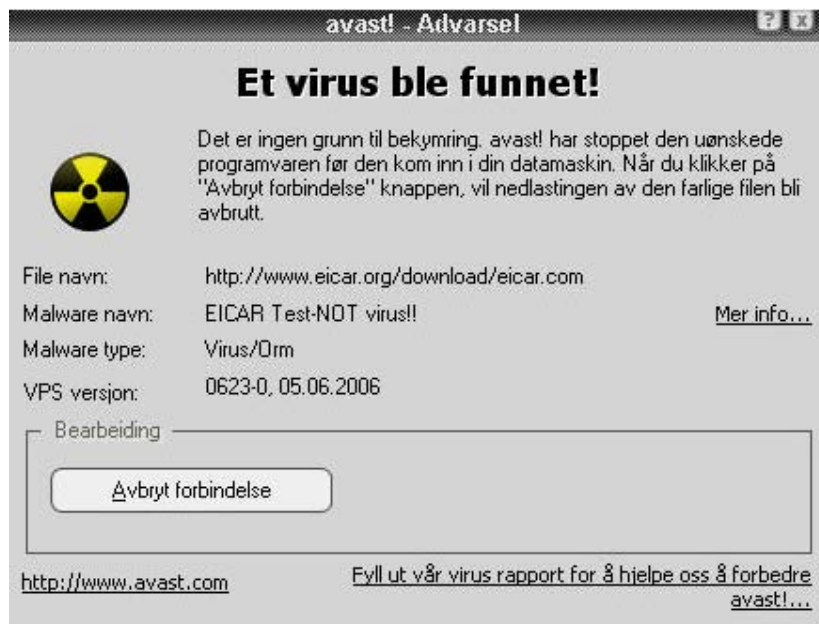 avast! - Advarsel
Et virus ble funnet!
Det er ingen grunn til bekymring. avast! har stoppet den uønskede
programvaren før den kom inn i din datamaskin. Når du klikker på
"Avbryt forbindelse" knappen, vil nedlastingen av den farlige filen bli
avbrutt.
File navn: http://www.eicar.org/download/eicar.com
Malware navn: EICAR Test-NOT virus!! Mer info...
Malware type: Virus/Orm
VPS versjon: 0623-0, 05.06.2006
Bearbeiding
Avbryt forbindelse
http://www.avast.com Fyll ut vår virus rapport for å hjelpe oss å forbedre
avast!...